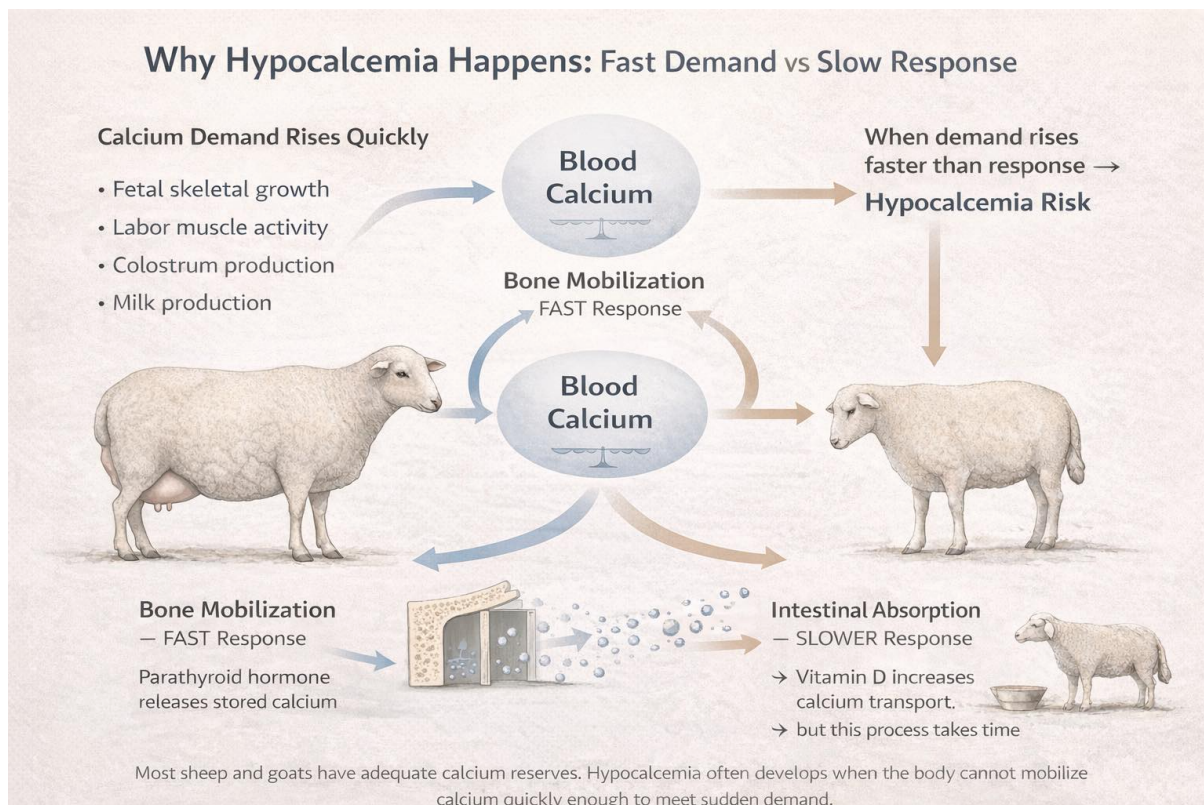 Why Hypocalcemia Happens: Fast Demand vs Slow Response
Calcium Demand Rises Quickly
• Fetal skeletal growth
• Labor muscle activity
• Colostrum production
• Milk production
Blood
Calcium
When demand rises
faster than response →
Hypocalcemia Risk
Bone Mobilization
FAST Response
Blood
Calcium
Bone Mobilization
— FAST Response
Parathyroid hormone
releases stored calcium
Intestinal Absorption
— SLOWER Response
→ Vitamin D increases
calcium transport,
→ but this process takes time
Most sheep and goats have adequate calcium reserves. Hypocalcemia often develops when the body cannot mobilize
calcium quickly enough to meet sudden demand.